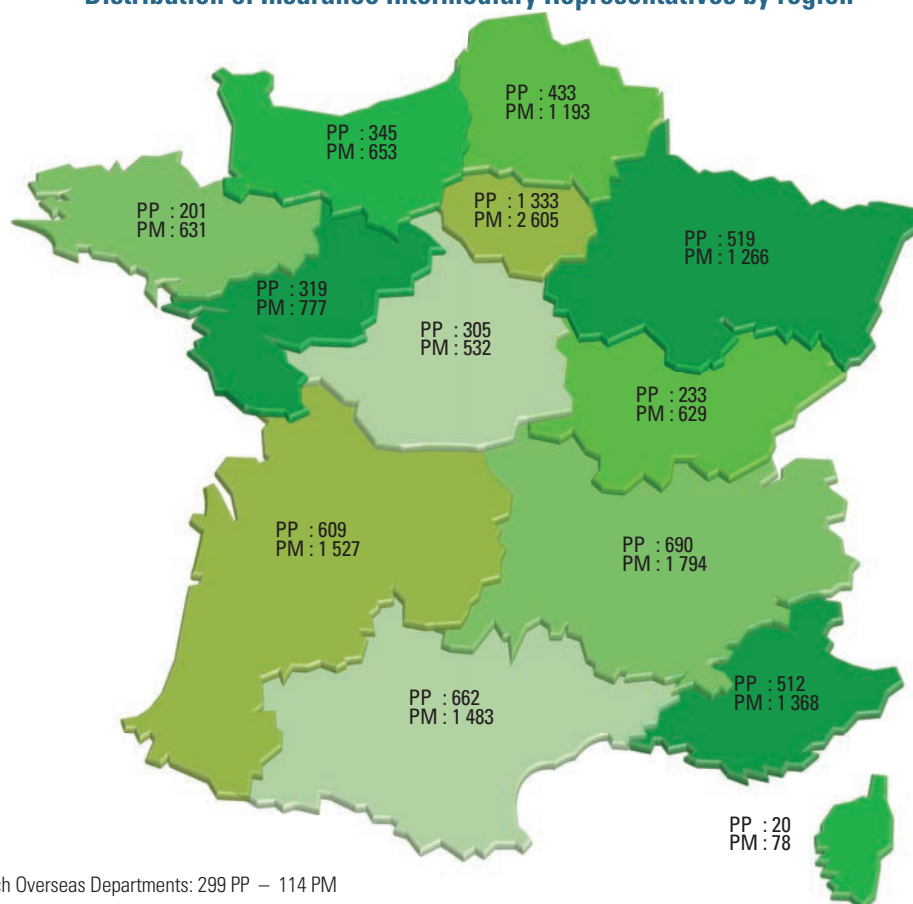 Distribution of Insurance Intermediary Representatives by region
PP : 433
PM : 1 193
PP : 345
PM : 653
PP : 1 333
PM : 2 605
PP : 201
PM : 631
PP : 519
PM : 1 266
PP : 319
PM : 777
PP : 305
PM : 532
PP : 233
PM : 629
PP : 609
PM : 1 527
PP : 690
PM : 1 794
PP : 662
PM : 1 483
PP : 512
PM : 1 368
PP : 20
PM : 78
Overseas Departments: 299 PP – 114 PM